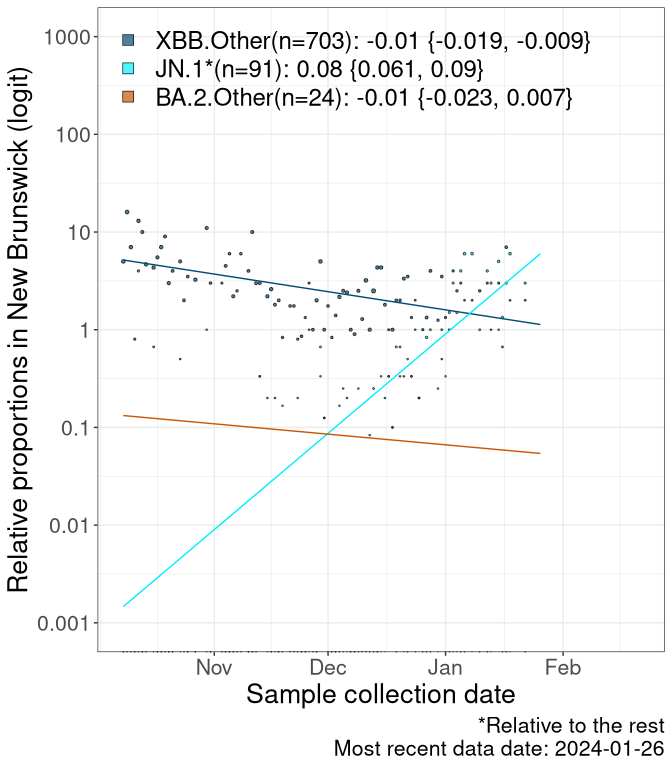 XBB.Other(n=703): -0.01 {-0.019, -0.009}
JN.1*(n=91): 0.08 {0.061, 0.09}
BA.2.Other(n=24): -0.01 {-0.023, 0.007}
Relative proportions in New Brunswick (logit)
1000
100
10
1
0.1
0.01
0.001
Nov Dec Jan Feb
Sample collection date
*Relative to the rest
Most recent data date: 2024-01-26